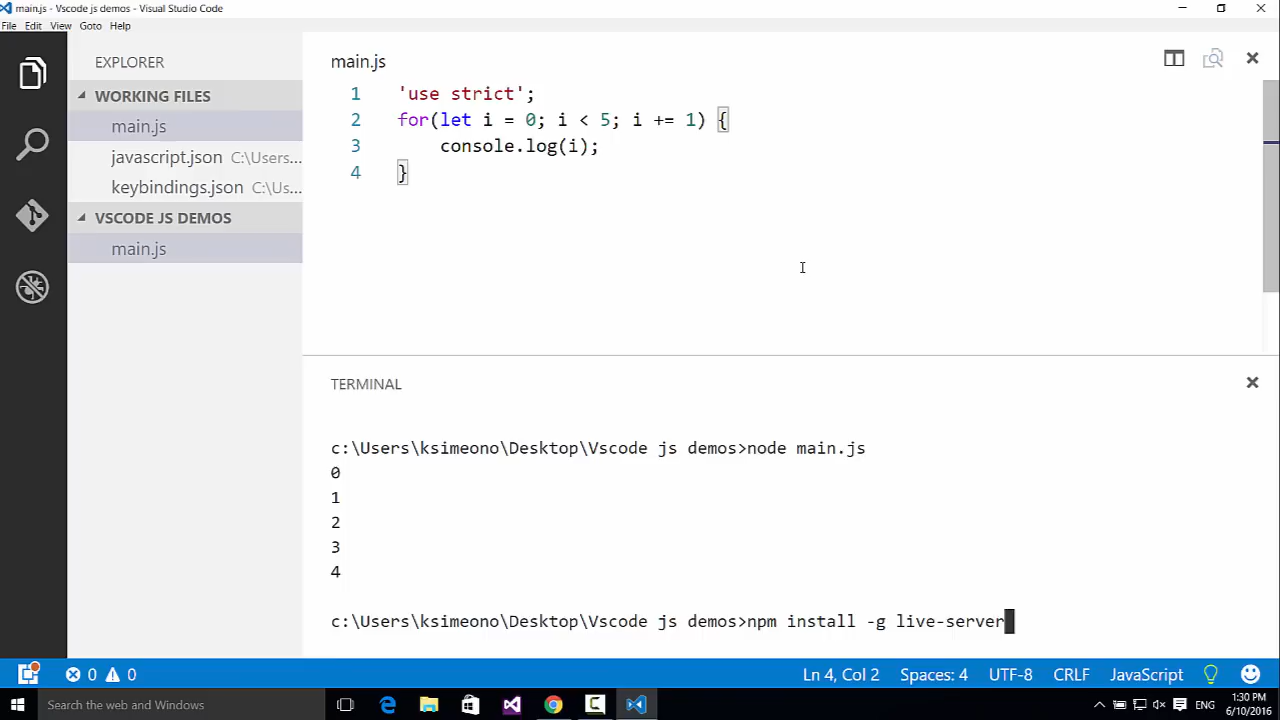 main.js - Vscode js demos - Visual Studio Code
File Edit View Goto Help
EXPLORER
WORKING FILES
main.js
javascript.json C:\Users...
keybindings.json C:\Us...
VSCODE JS DEMOS
main.js
main.js
1 'use strict';
2 for(let i = 0; i < 5; i += 1) {
3 console.log(i);
4 }
TERMINAL
c:\Users\ksimeono\Desktop\Vscode js demos>node main.js
0
1
2
3
4
c:\Users\ksimeono\Desktop\Vscode js demos>npm install -g live-server
0 0 Ln 4, Col 2 Spaces: 4 UTF-8 CRLF JavaScript
Search the web and Windows
ENG
1:30 PM
6/10/2016